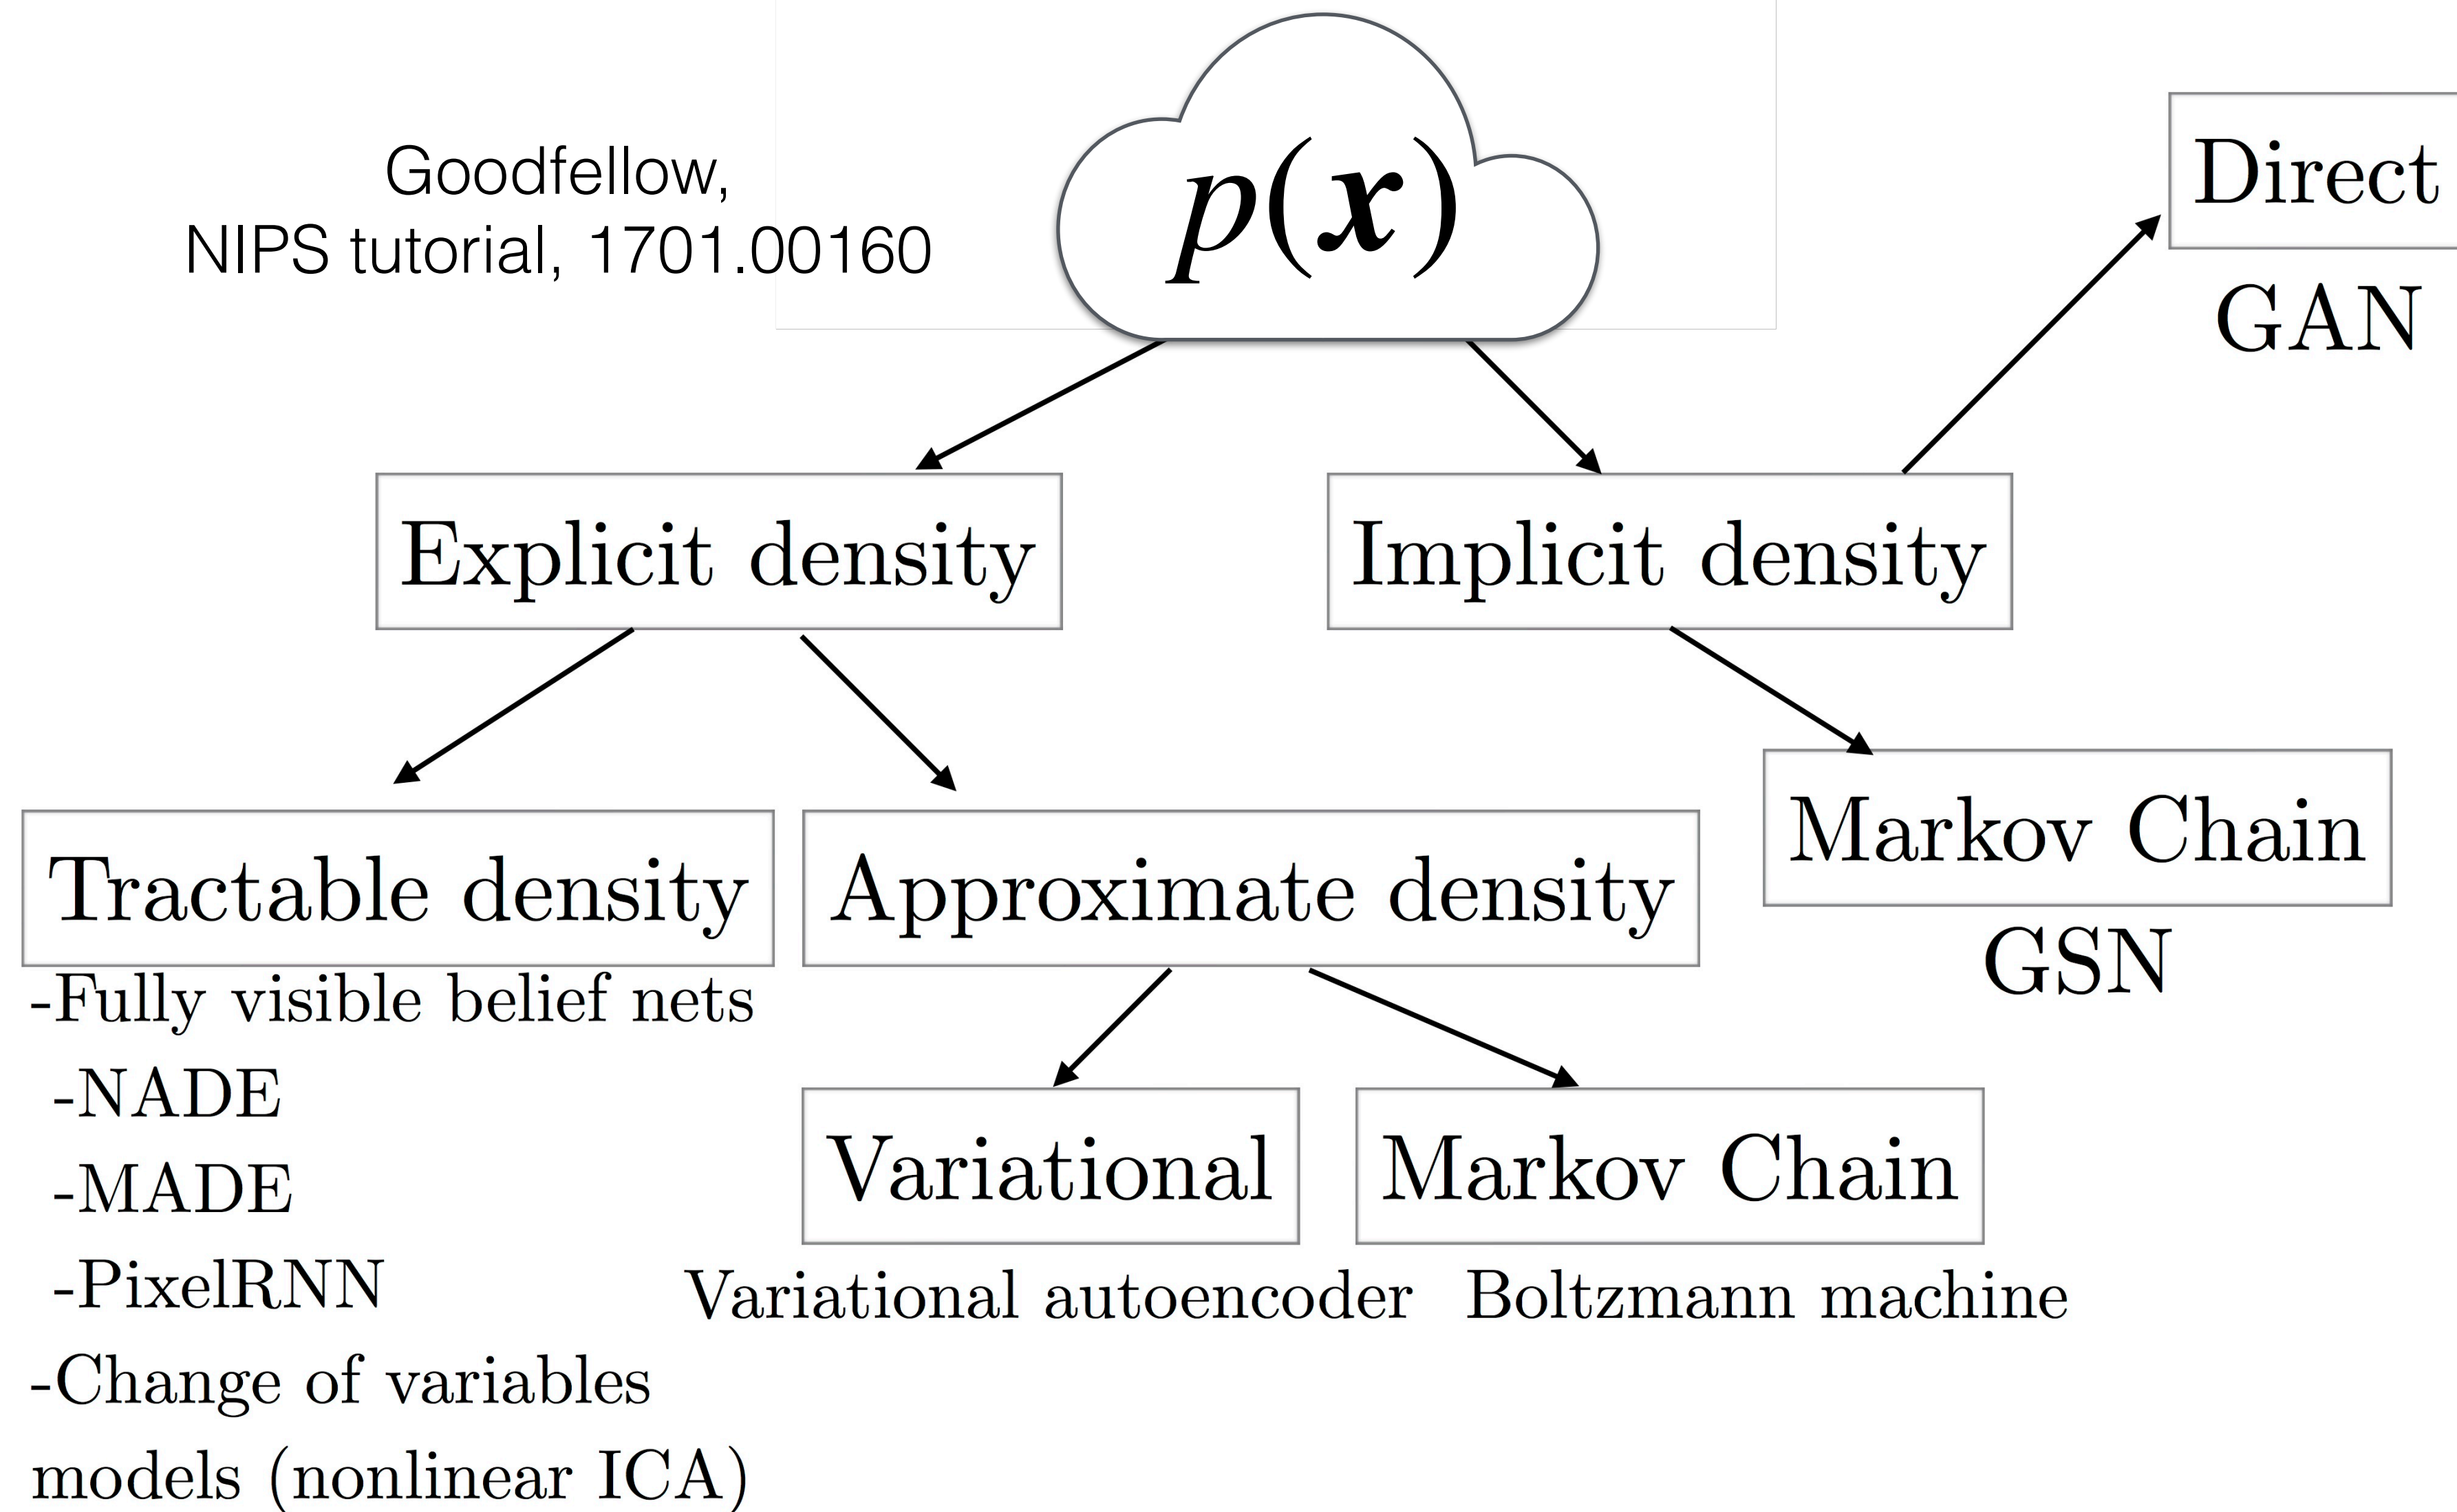 Goodfellow,
NIPS tutorial, 1701.00160
p(x)
Direct
GAN
Explicit density
Implicit density
Tractable density
Approximate density
Markov Chain
GSN
-Fully visible belief nets
-NADE
-MADE
-PixelRNN
-Change of variables
models (nonlinear ICA)
Variational
Markov Chain
Variational autoencoder
Boltzmann machine